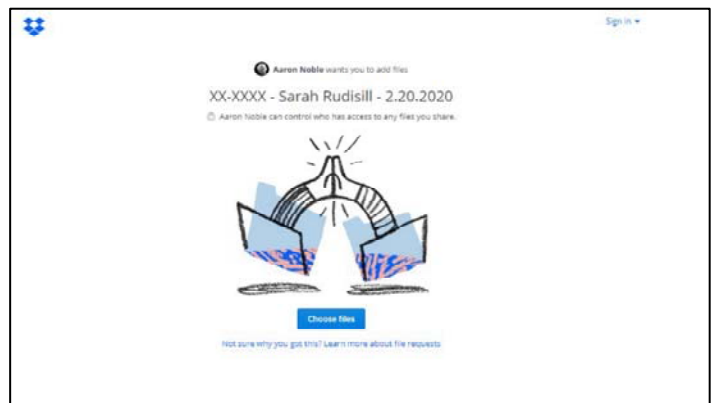 Sign in
Aaron Noble wants you to add files
XX-XXXX - Sarah Rudisill - 2.20.2020
Aaron Noble can control who has access to any files you share.
Choose files
Not sure why you got this? Learn more about file requests